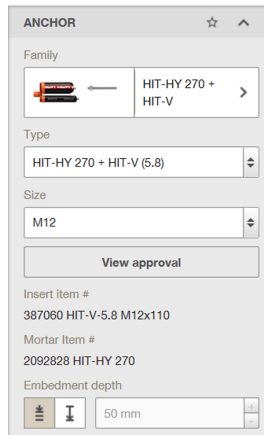 ANCHOR
Family
HIT-HY 270 +
HIT-V
Type
HIT-HY 270 + HIT-V (5.8)
Size
M12
View approval
Insert item #
387060 HIT-V-5.8 M12x110
Mortar Item #
2092828 HIT-HY 270
Embedment depth
50 mm